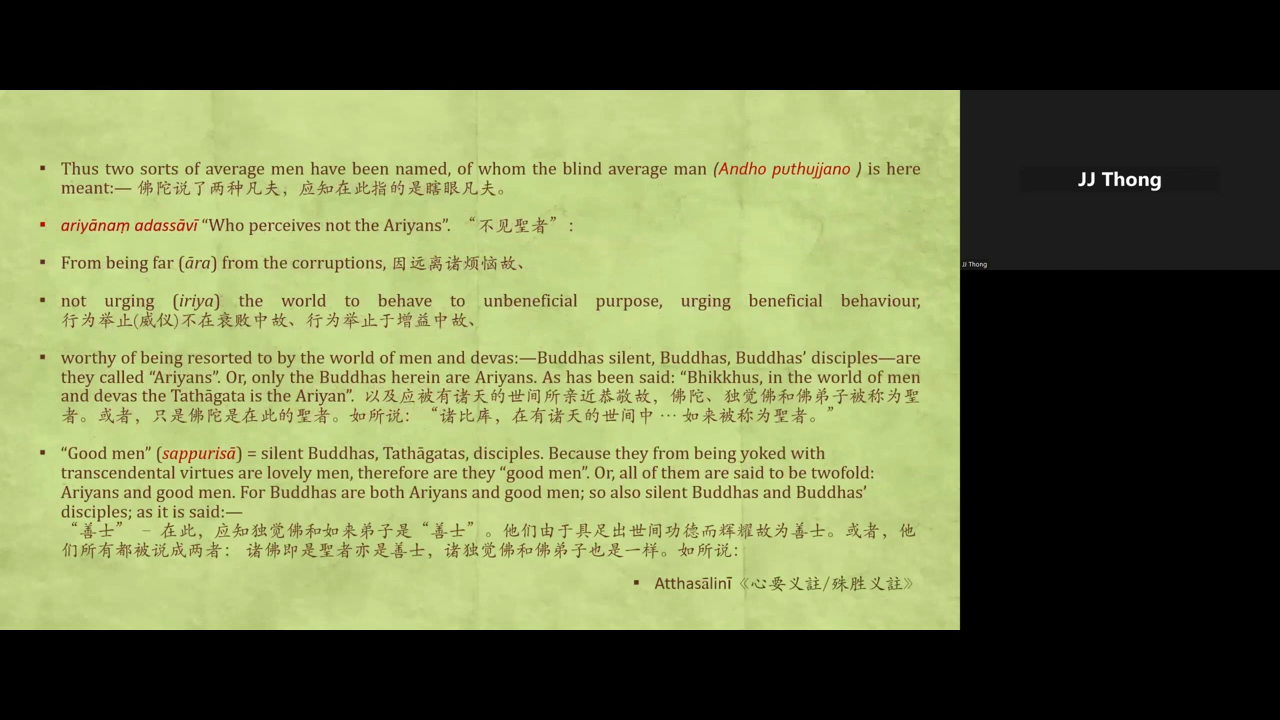 ▪ Thus two sorts of average men have been named, of whom the blind average man (Andho puthujjano ) is here
meant:— 佛陀说了两种凡夫，应知在此指的是瞎眼凡夫。
▪ ariyānaṃ adassāvī “Who perceives not the Ariyans”. “不见聖者”：
▪ From being far (āra) from the corruptions, 因远离诸烦恼故、
▪ not urging (iriya) the world to behave to unbeneficial purpose, urging beneficial behaviour,
行为举止(威仪)不在衰败中故、行为举止于增益中故、
▪ worthy of being resorted to by the world of men and devas:—Buddhas silent, Buddhas, Buddhas’ disciples—are
they called “Ariyans”. Or, only the Buddhas herein are Ariyans. As has been said: “Bhikkhus, in the world of men
and devas the Tathāgata is the Ariyan”. 以及应被有诸天的世间所亲近恭敬故，佛陀、独觉佛和佛弟子被称为聖
者。或者，只是佛陀是在此的聖者。如所说：“诸比库，在有诸天的世间中 … 如来被称为聖者。”
▪ “Good men” (sappurisā) = silent Buddhas, Tathāgatas, disciples. Because they from being yoked with
transcendental virtues are lovely men, therefore are they “good men”. Or, all of them are said to be twofold:
Ariyans and good men. For Buddhas are both Ariyans and good men; so also silent Buddhas and Buddhas’
disciples; as it is said:—
“善士” – 在此，应知独觉佛和如来弟子是“善士”。他们由于具足出世间功德而辉耀故为善士。或者，他
们所有都被说成两者： 诸佛即是聖者亦是善士，诸独觉佛和佛弟子也是一样。如所说：
▪ Atthasālinī《心要义註/殊胜义註》
JJ Thong
JJ Thong